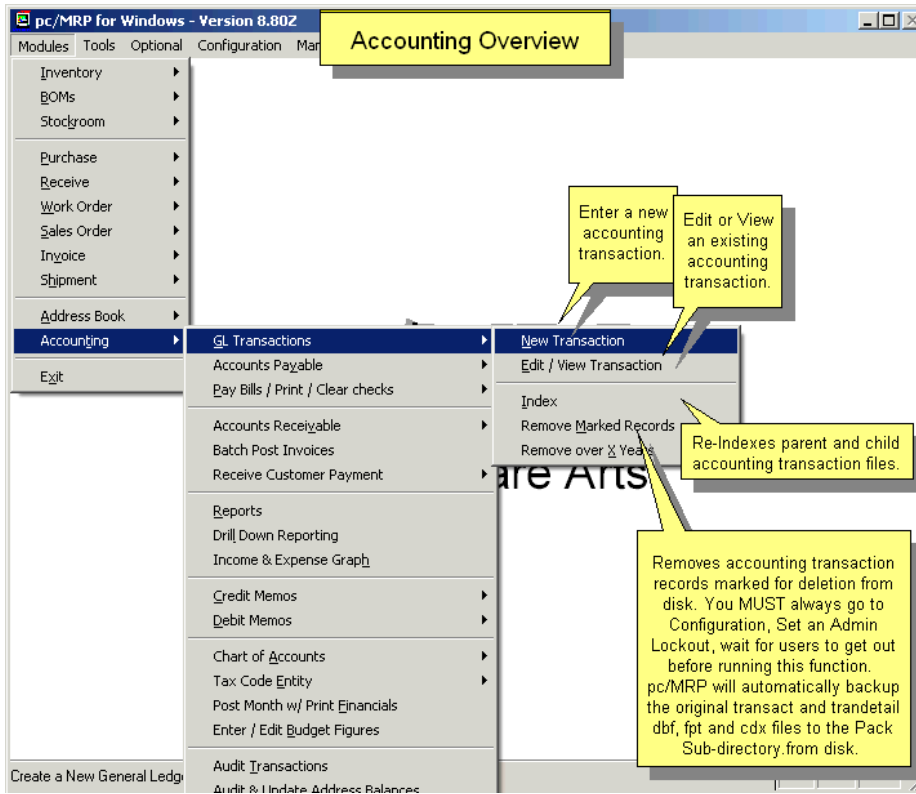 pc/MRP for Windows - Version 8.80Z
Accounting Overview
Modules Tools Optional Configuration
Inventory
BOMs
Stockroom
Purchase
Receive
Work Order
Sales Order
Invoice
Shipment
Address Book
Accounting
Exit
GL Transactions
Accounts Payable
Pay Bills / Print / Clear checks
Accounts Receivable
Batch Post Invoices
Receive Customer Payment
Reports
Drill Down Reporting
Income & Expense Graph
Credit Memos
Debit Memos
Chart of Accounts
Tax Code Entity
Post Month w/ Print Financials
Enter / Edit Budget Figures
Audit Transactions
Audit & Update Address Balances
New Transaction
Edit / View Transaction
Index
Remove Marked Records
Remove over X Years
Enter a new
accounting
transaction.
Edit or View
an existing
accounting
transaction.
Re-Indexes parent and child
accounting transaction files.
Arts
Removes accounting transaction
records marked for deletion from
disk. You MUST always go to
Configuration, Set an Admin
Lockout, wait for users to get out
before running this function.
pc/MRP will automatically backup
the original transact and trandetail
dbf, fpt and cdx files to the Pack
Sub-directory.from disk.
Create a New General